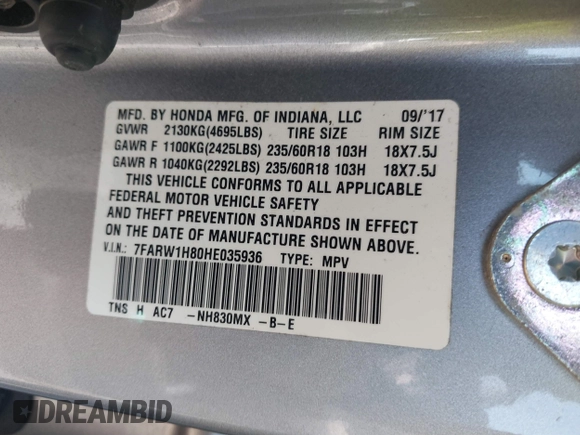 MFD. BY HONDA MFG. OF INDIANA, LLC 09/'17
GVWR 2130KG(4695LBS) TIRE SIZE RIM SIZE
GAWR F 1100KG(2425LBS) 235/60R18 103H 18X7.5J
GAWR R 1040KG(2292LBS) 235/60R18 103H 18X7.5J
THIS VEHICLE CONFORMS TO ALL APPLICABLE
FEDERAL MOTOR VEHICLE SAFETY
AND THEFT PREVENTION STANDARDS IN EFFECT
ON THE DATE OF MANUFACTURE SHOWN ABOVE.
V.I.N.: 7FARW1H80HE035936 TYPE: MPV
TNS H AC7 -NH830MX -B-E
DREAMBID